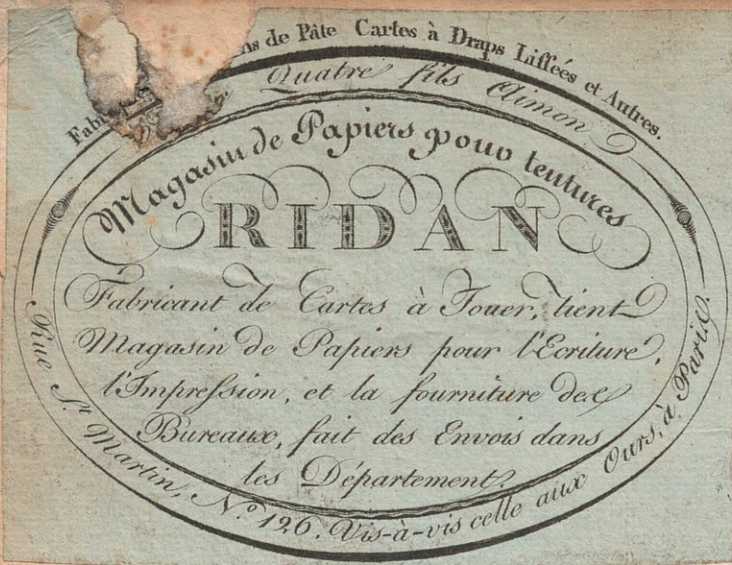 de Pâte Cartes à Draps Lissées et Autres.
Quatre fils Aimon
Magasin de Papiers pour tentures
RIDAN
Fabricant de Cartes à Jouer, tient
Magasin de Papiers pour l'Ecriture,
l'Impression, et la fourniture des
Bureaux, fait des Envois dans
les Département.
Rue St. Martin, No. 126. Vis-à-vis celle aux Ours, à Paris.